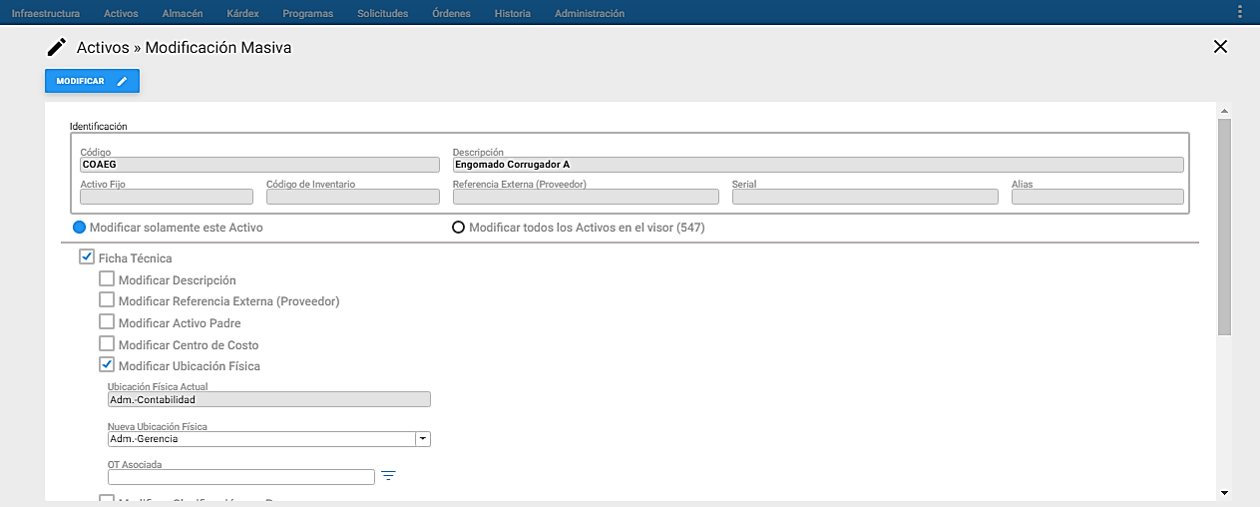 Infraestructura Activos Almacén Kárdex Programas Solicitudes Órdenes Historia Administración
Activos » Modificación Masiva
MODIFICAR
Identificación
Código Descripción
COAEG Engomado Corrugador A
Activo Fijo Código de Inventario Referencia Externa (Proveedor) Serial Alias
Modificar solamente este Activo Modificar todos los Activos en el visor (547)
Ficha Técnica
Modificar Descripción
Modificar Referencia Externa (Proveedor)
Modificar Activo Padre
Modificar Centro de Costo
Modificar Ubicación Física
Ubicación Física Actual
Adm.-Contabilidad
Nueva Ubicación Física
Adm.-Gerencia
OT Asociada